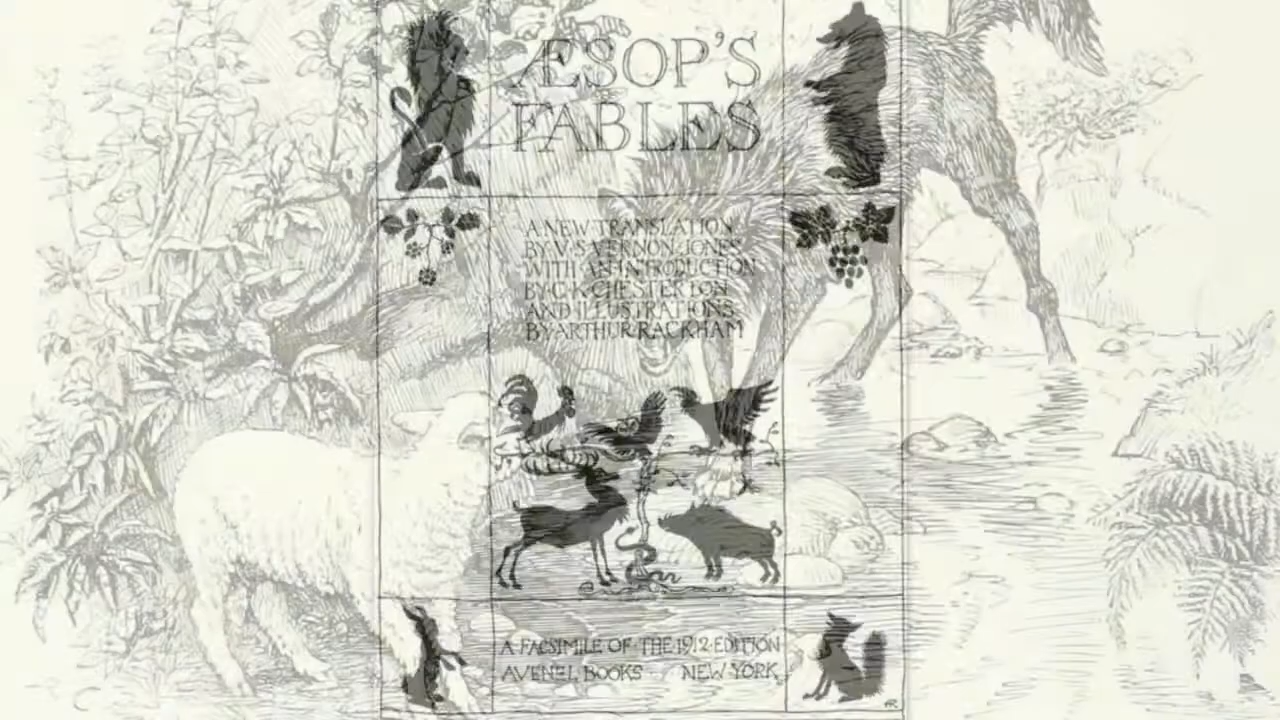 ÆSOP'S
FABLES
A NEW TRANSLATION
BY V·S·VERNON·JONES
WITH AN INTRODUCTION
BY G·K·CHESTERTON
AND ILLUSTRATIONS
BY ARTHUR RACKHAM
A FACSIMILE OF THE 1912 EDITION
AVENEL BOOKS NEW YORK
AR